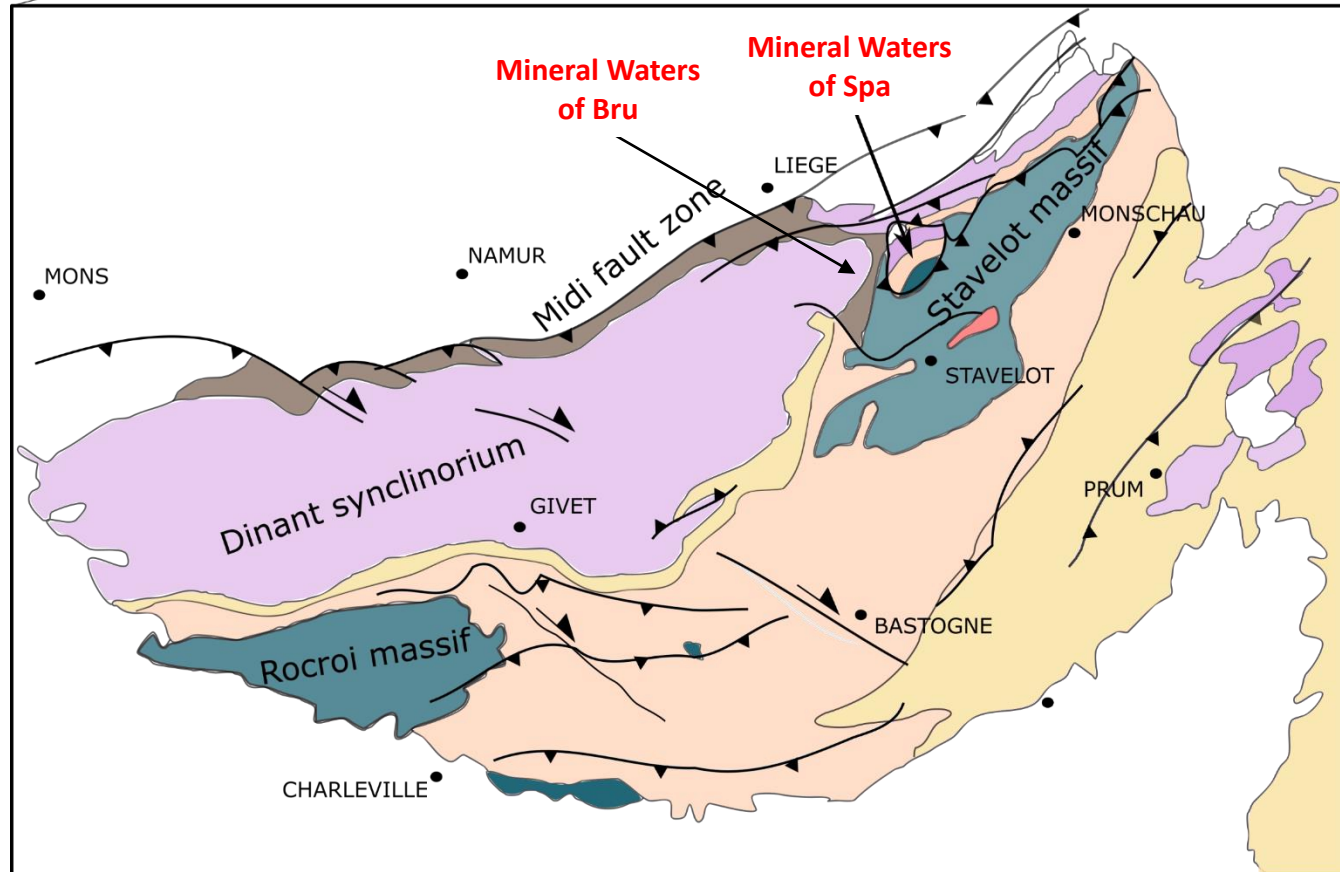 Mineral Waters
of Bru
Mineral Waters
of Spa
LIEGE
NAMUR
MONS
Midi fault zone
Stavelot massif
MONSCHAU
STAVELOT
Dinant synclinorium
GIVET
PRUM
BASTOGNE
Rocroi massif
CHARLEVILLE